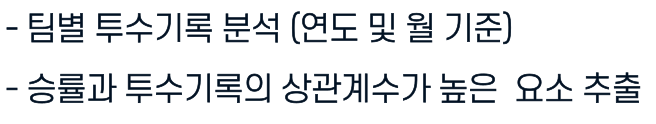 - 팀별 투수기록 분석 (연도 및 월 기준)
- 승률과 투수기록의 상관계수가 높은 요소 추출